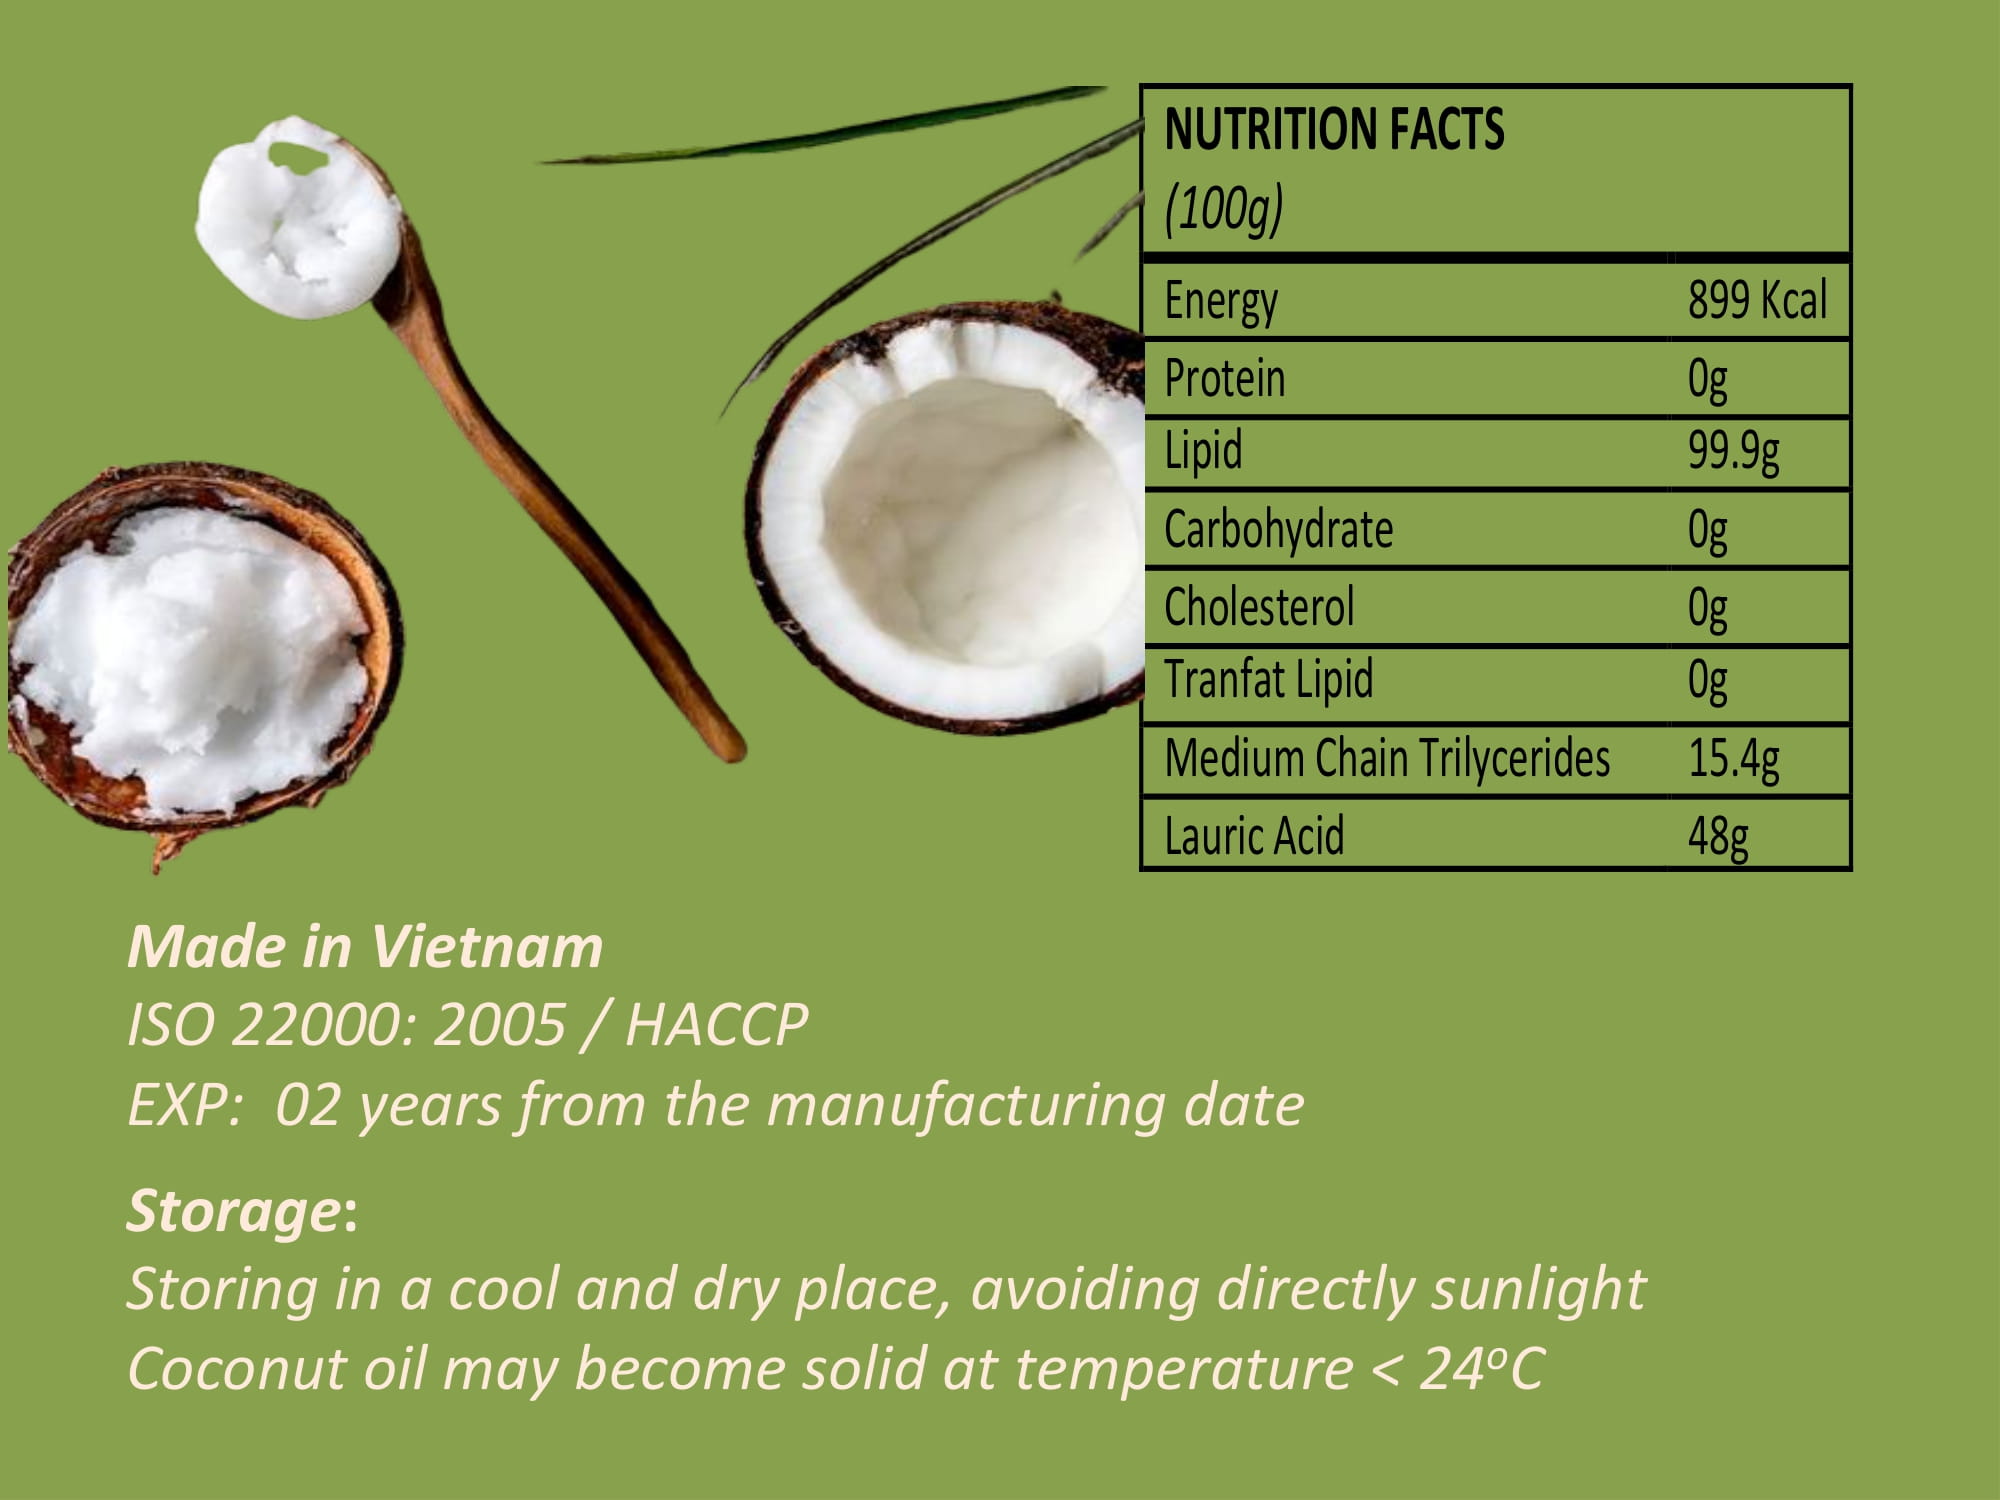 NUTRITION FACTS
(100g)
Energy 899 Kcal
Protein 0g
Lipid 99.9g
Carbohydrate 0g
Cholesterol 0g
Tranfat Lipid 0g
Medium Chain Trilycerides 15.4g
Lauric Acid 48g
Made in Vietnam
ISO 22000: 2005 / HACCP
EXP:  02 years from the manufacturing date
Storage:
Storing in a cool and dry place, avoiding directly sunlight
Coconut oil may become solid at temperature < 24ºC